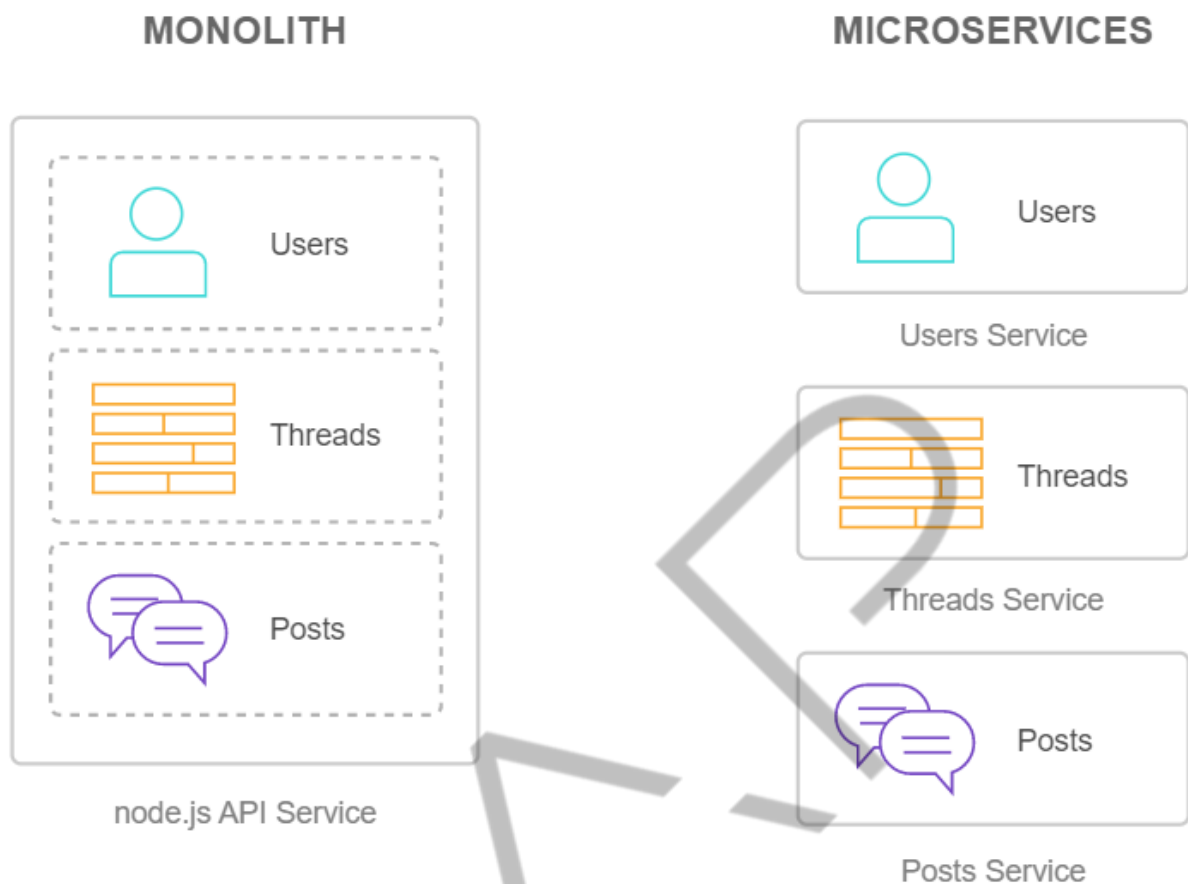 MONOLITH
Users
Threads
Posts
node.js API Service
MICROSERVICES
Users
Users Service
Threads
Threads Service
Posts
Posts Service